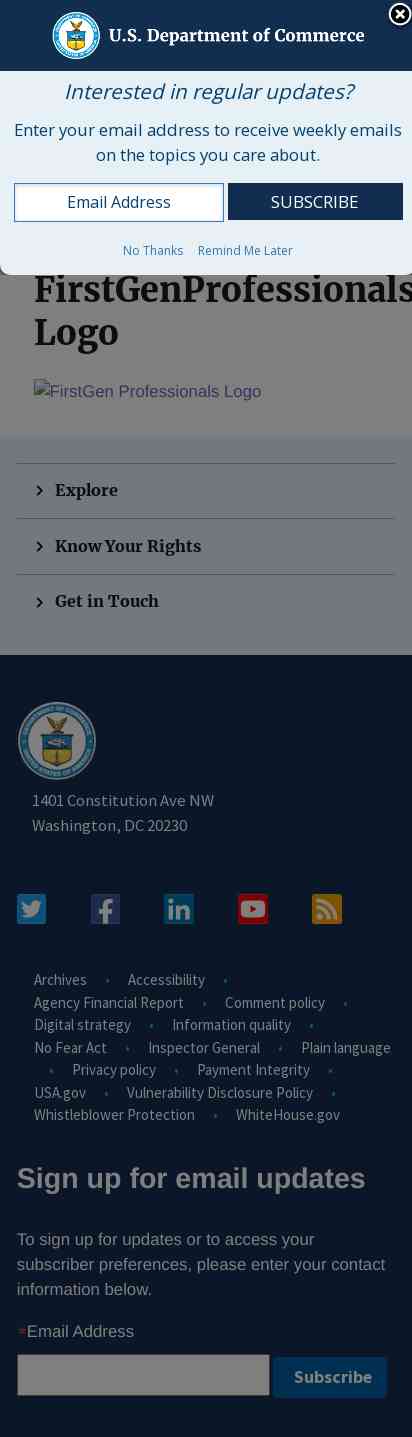 U.S. Department of Commerce
Interested in regular updates?
Enter your email address to receive weekly emails
on the topics you care about.
Email Address
SUBSCRIBE
No Thanks Remind Me Later
FirstGenProfessionals
Logo
FirstGen Professionals Logo
Explore
Know Your Rights
Get in Touch
1401 Constitution Ave NW
Washington, DC 20230
Archives • Accessibility •
Agency Financial Report • Comment policy •
Digital strategy • Information quality •
No Fear Act • Inspector General • Plain language
• Privacy policy • Payment Integrity •
USA.gov • Vulnerability Disclosure Policy •
Whistleblower Protection • WhiteHouse.gov
Sign up for email updates
To sign up for updates or to access your
subscriber preferences, please enter your contact
information below.
*Email Address
Subscribe